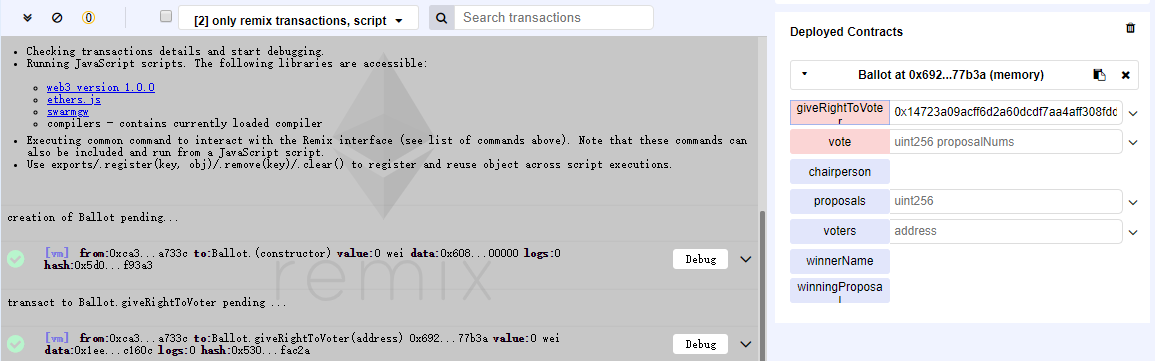 0
[2] only remix transactions, script
Search transactions
Checking transactions details and start debugging.
Running JavaScript scripts. The following libraries are accessible:
web3 version 1.0.0
ethers.js
swarmgw
compilers - contains currently loaded compiler
Executing common command to interact with the Remix interface (see list of commands above). Note that these commands can
also be included and run from a JavaScript script.
Use exports/.register(key, obj)/.remove(key)/.clear() to register and reuse object across script executions.
creation of Ballot pending...
[vm] from:0xca3...a733c to:Ballot.(constructor) value:0 wei data:0x608...00000 logs:0
hash:0x5d0...f93a3
Debug
remix
transact to Ballot.giveRightToVoter pending ...
[vm] from:0xca3...a733c to:Ballot.giveRightToVoter(address) 0x692...77b3a value:0 wei
data:0x1ee...c160c logs:0 hash:0x530...fac2a
Debug
Deployed Contracts
Ballot at 0x692...77b3a (memory)
giveRightToVote
r
0x14723a09acff6d2a60dcdf7aa4aff308fdd
vote
uint256 proposalNums
chairperson
proposals
uint256
voters
address
winnerName
winningProposa
l